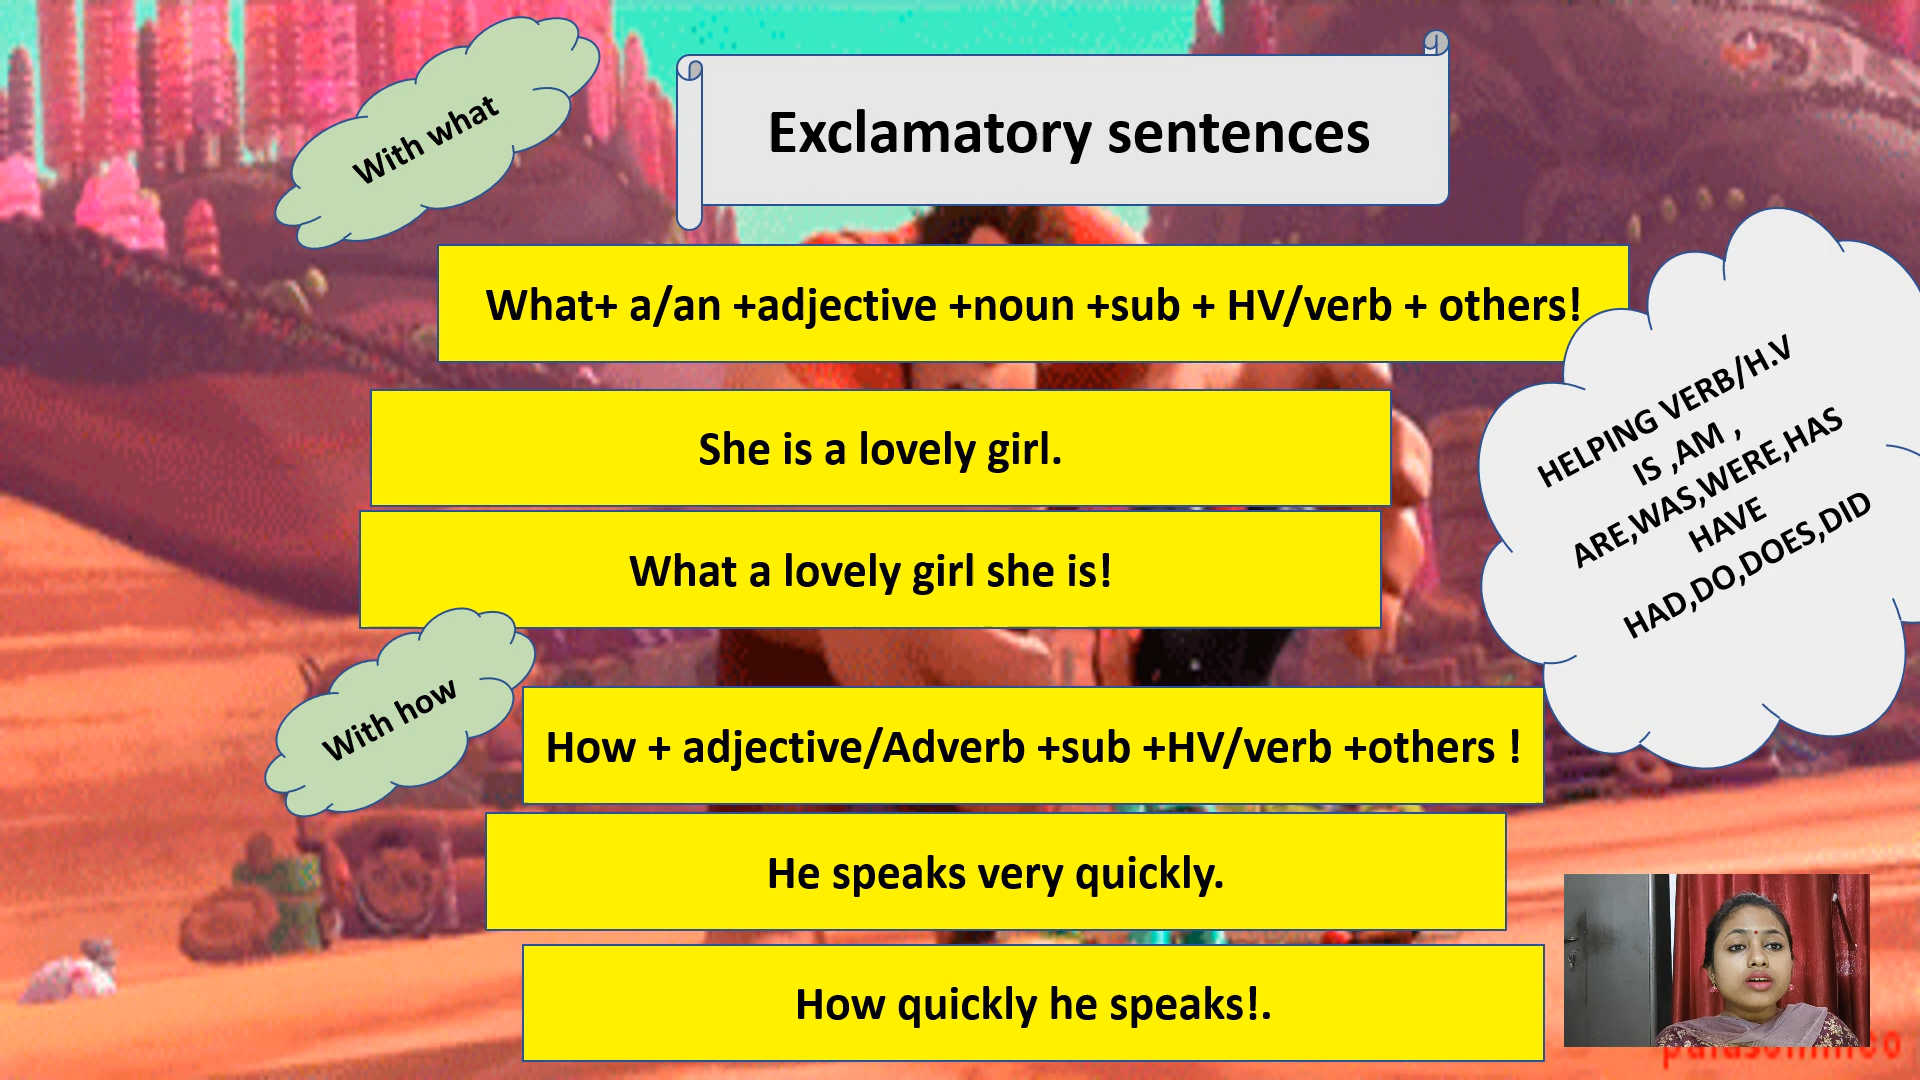 With what
Exclamatory sentences
What+ a/an +adjective +noun +sub + HV/verb + others!
She is a lovely girl.
What a lovely girl she is!
HELPING VERB/H.V
IS ,AM ,
ARE,WAS,WERE,HAS
HAVE
HAD,DO,DOES,DID
With how
How + adjective/Adverb +sub +HV/verb +others !
He speaks very quickly.
How quickly he speaks!.